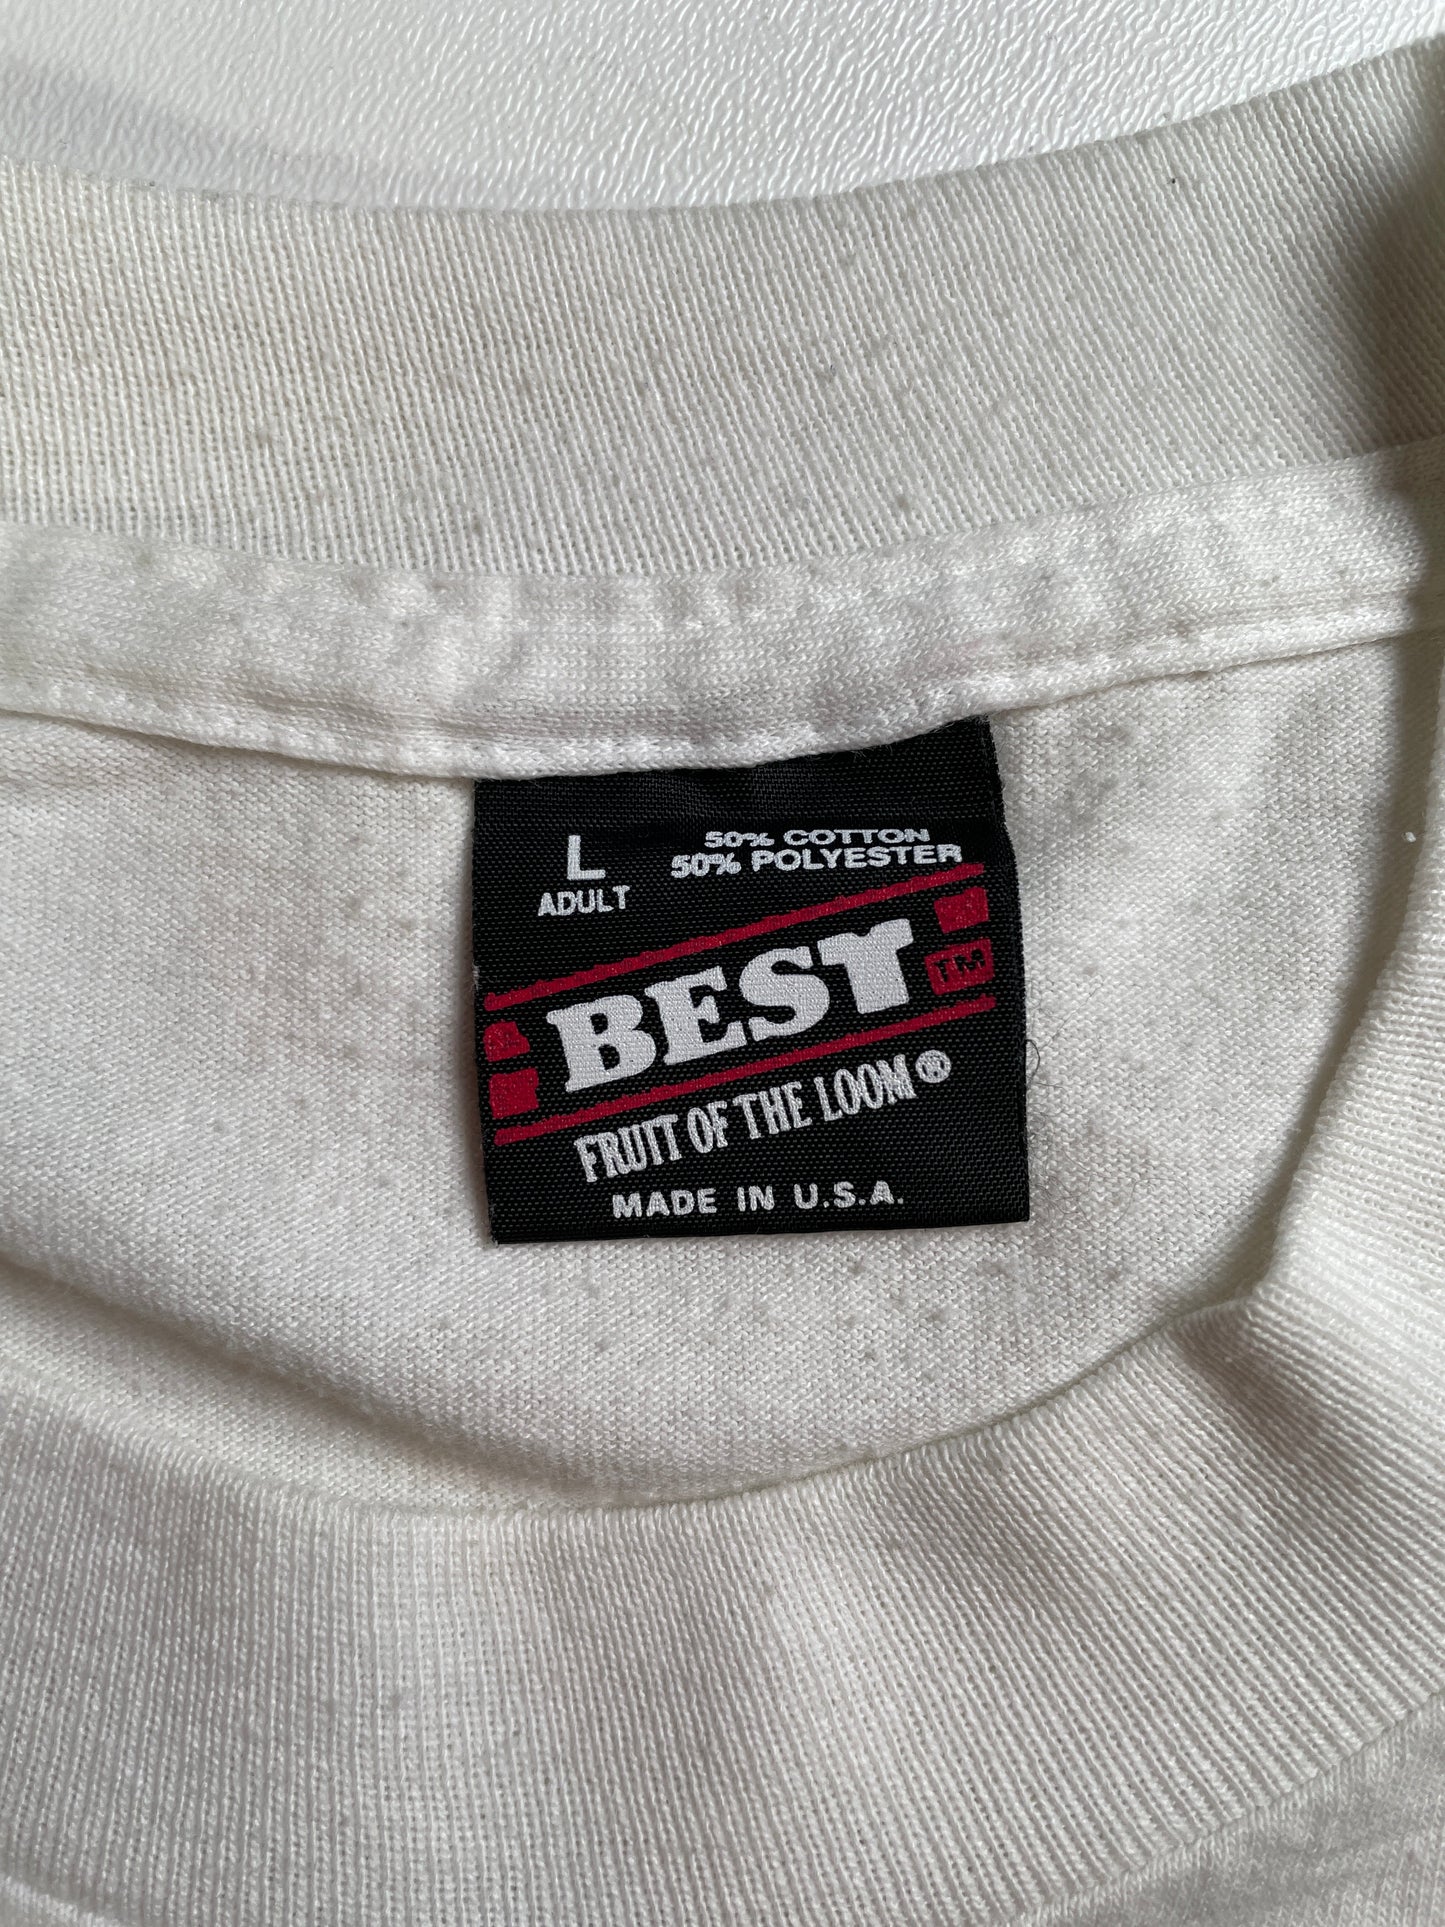 L
ADULT
50% COTTON
50% POLYESTER
BEST TM
FRUIT OF THE LOOM®
MADE IN U.S.A.